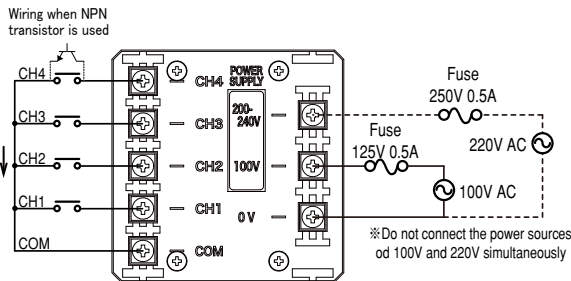 Wiring when NPN
transistor is used
CH4
CH3
CH2
CH1
COM
CH4
CH3
CH2
CH1
COM
POWER
SUPPLY
200-
240V
100V
0 V
Fuse
250V 0.5A
Fuse
125V 0.5A
220V AC
100V AC
※Do not connect the power sources
od 100V and 220V simultaneously